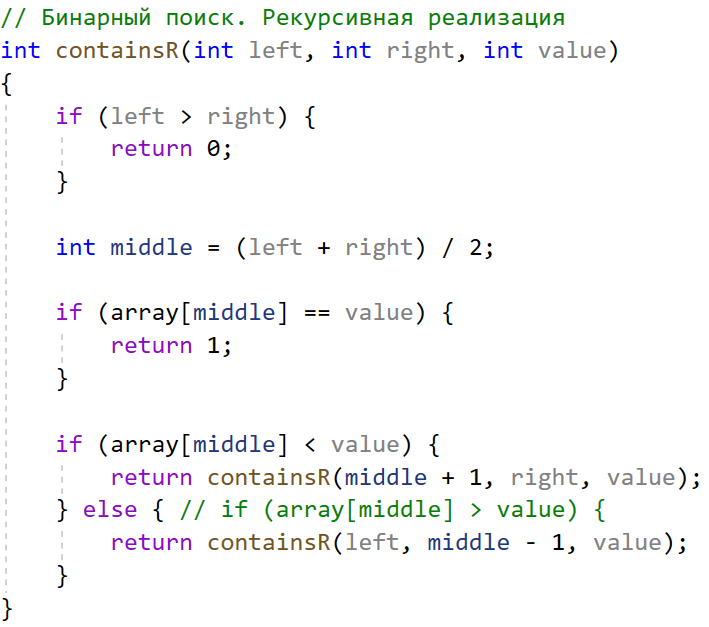 // Бинарный поиск. Рекурсивная реализация
int containsR(int left, int right, int value)
{
    if (left > right) {
        return 0;
    }

    int middle = (left + right) / 2;

    if (array[middle] == value) {
        return 1;
    }

    if (array[middle] < value) {
        return containsR(middle + 1, right, value);
    } else { // if (array[middle] > value) {
        return containsR(left, middle - 1, value);
    }
}